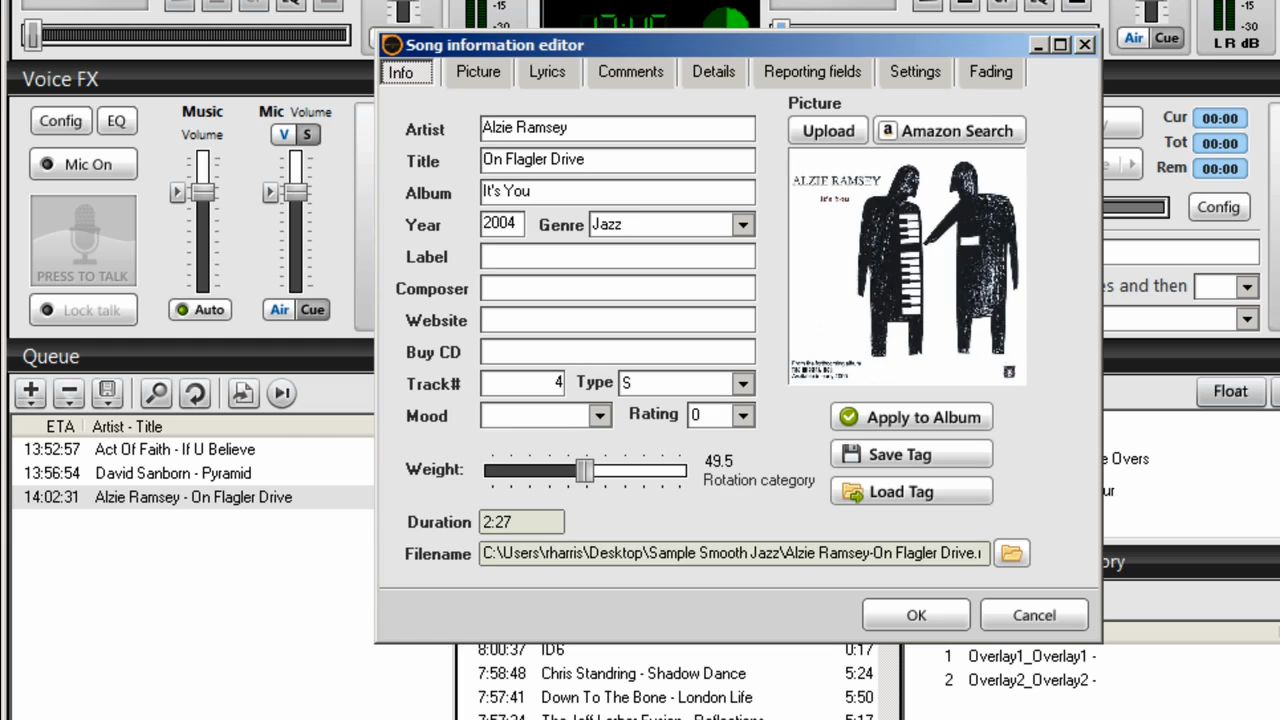 -15
-30
-15
-30
Air Cue
L R dB
Song information editor
Info Picture Lyrics Comments Details Reporting fields Settings Fading
Voice FX
Config EQ
Mic On
PRESS TO TALK
Lock talk
Music
Volume
Auto
Mic Volume
V S
Air Cue
Artist Alzie Ramsey
Title On Flagler Drive
Album It's You
Year 2004 Genre Jazz
Label
Composer
Website
Buy CD
Track# 4 Type S
Mood Rating 0
Weight: 49.5
Rotation category
Duration 2:27
Filename C:\Users\rharris\Desktop\Sample Smooth Jazz\Alzie Ramsey-On Flagler Drive.
Picture
Upload a Amazon Search
ALZIE RAMSEY
It's You
Apply to Album
Save Tag
Load Tag
OK Cancel
Cur 00:00
Tot 00:00
Rem 00:00
Config
s and then
Float
e Overs
ur
ory
Queue
ETA Artist - Title
13:52:57 Act Of Faith - If U Believe
13:56:54 David Sanborn - Pyramid
14:02:31 Alzie Ramsey - On Flagler Drive
8:00:37 ID6 0:17
7:58:48 Chris Standring - Shadow Dance 5:24
7:57:41 Down To The Bone - London Life 5:50
1 Overlay1_Overlay1 -
2 Overlay2_Overlay2 -